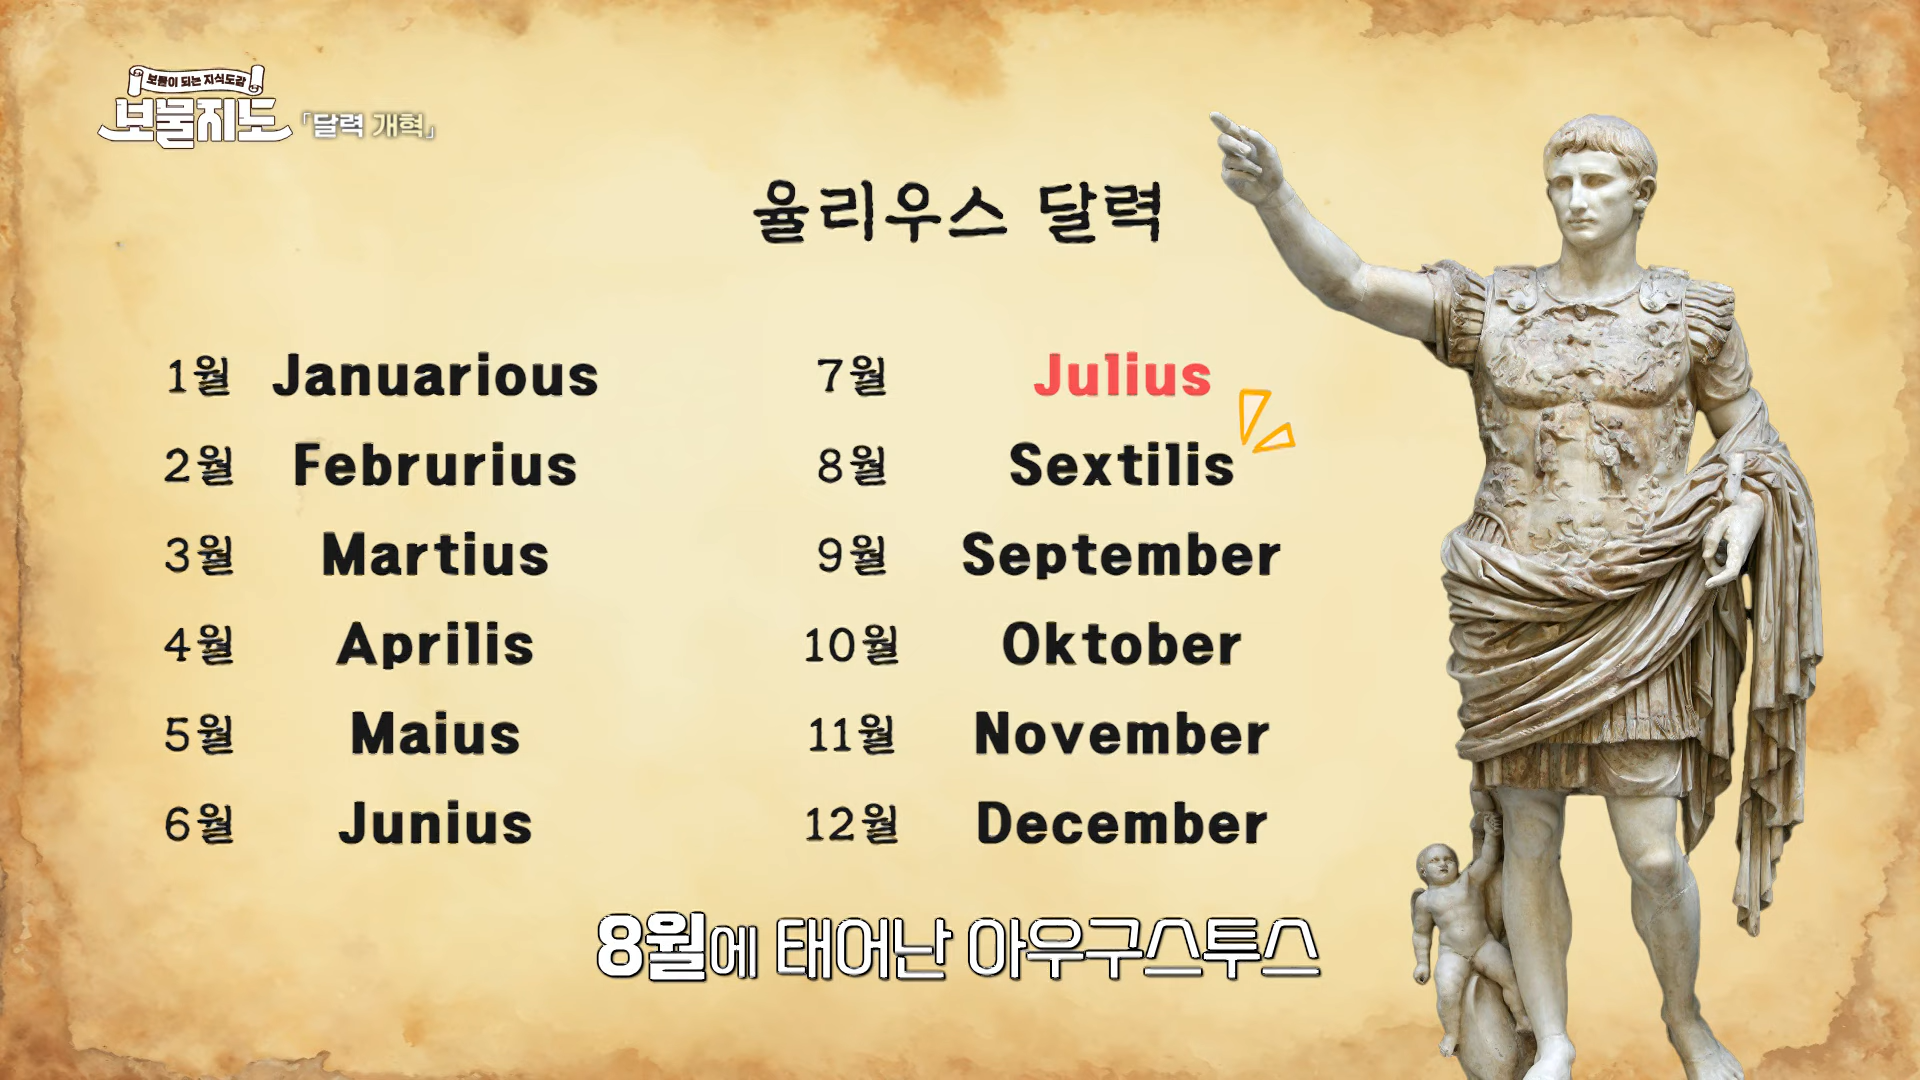 보물이 되는 지식도감
보물지도 「달력 개혁」
율리우스 달력
1월 Januarious
2월 Februrius
3월 Martius
4월 Aprilis
5월 Maius
6월 Junius
7월 Julius
8월 Sextilis
9월 September
10월 Oktober
11월 November
12월 December
8월에 태어난 아우구스투스